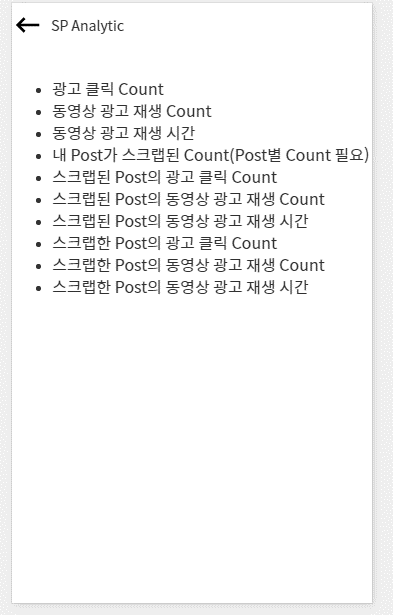 SP Analytic
광고 클릭 Count
동영상 광고 재생 Count
동영상 광고 재생 시간
내 Post가 스크랩된 Count(Post별 Count 필요)
스크랩된 Post의 광고 클릭 Count
스크랩된 Post의 동영상 광고 재생 Count
스크랩된 Post의 동영상 광고 재생 시간
스크랩한 Post의 광고 클릭 Count
스크랩한 Post의 동영상 광고 재생 Count
스크랩한 Post의 동영상 광고 재생 시간